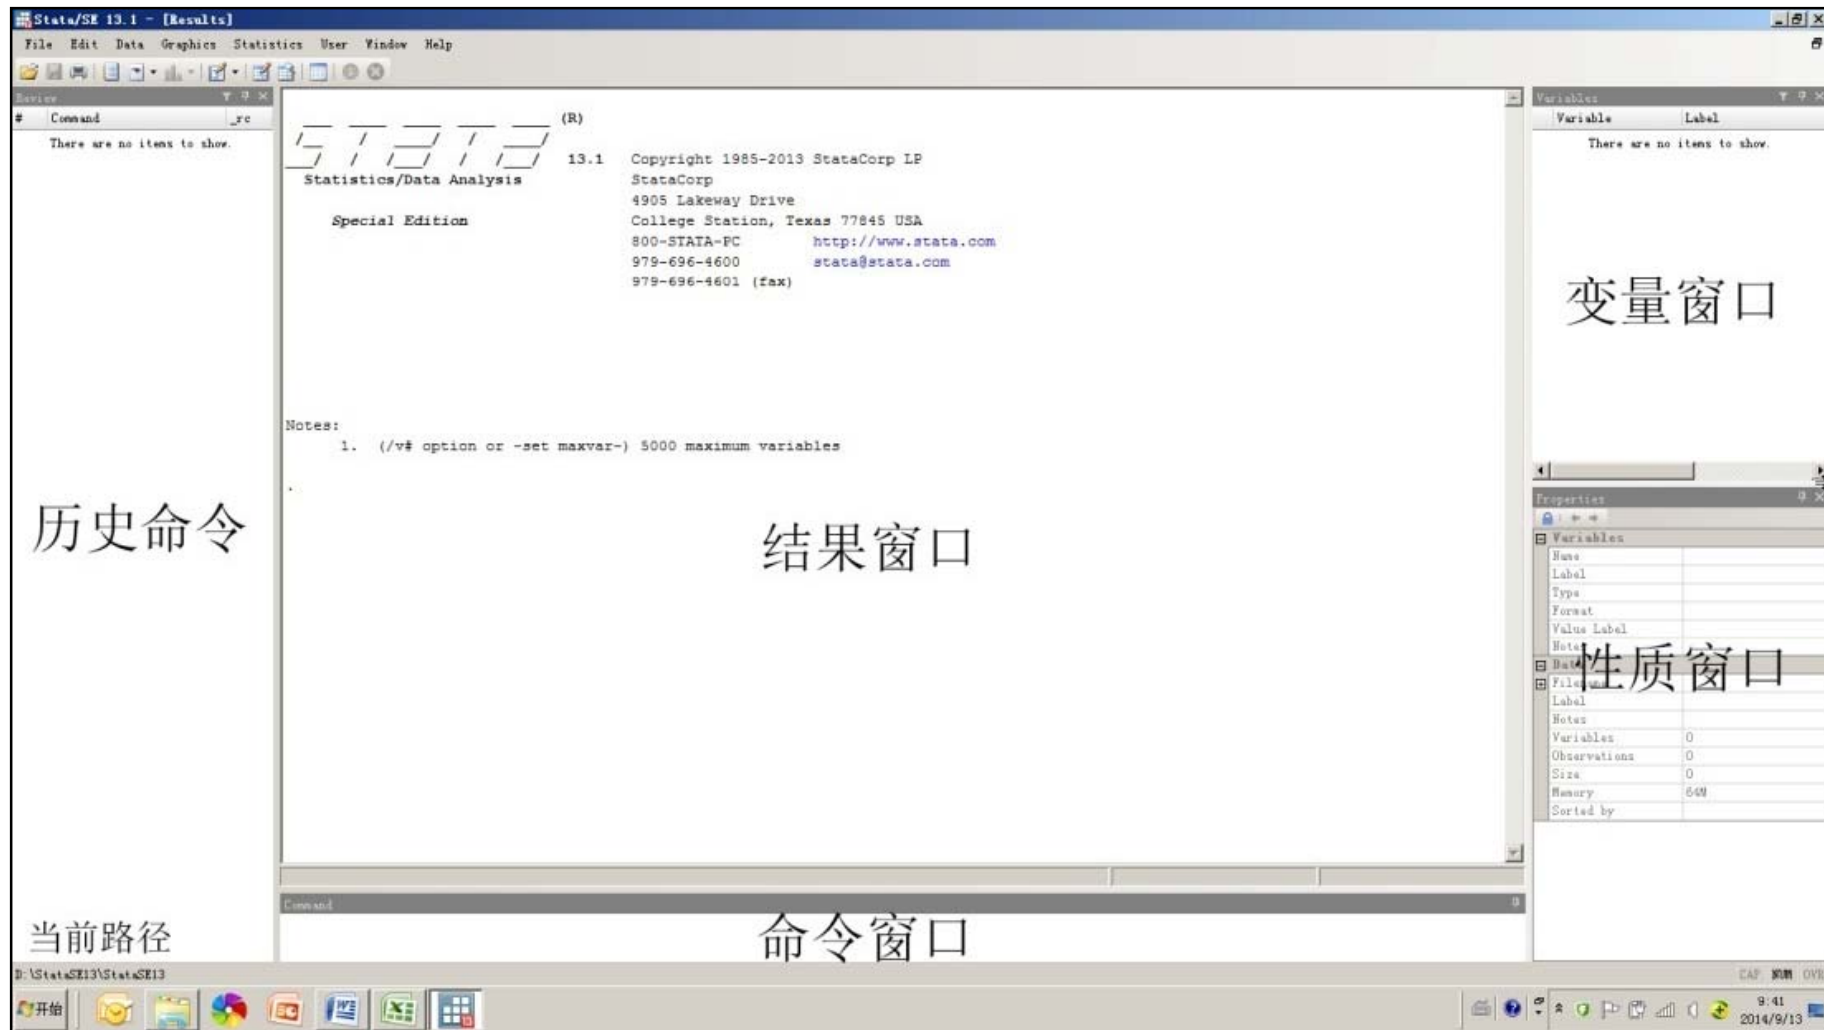 Stata/SE 13.1 - [Results]
File Edit Data Graphics Statistics User Window Help
Review
# Command _rc
There are no items to show.
历史命令
当前路径
(R)
STATA
13.1 Copyright 1985-2013 StataCorp LP
Statistics/Data Analysis StataCorp
4905 Lakeway Drive
Special Edition College Station, Texas 77845 USA
800-STATA-PC http://www.stata.com
979-696-4600 stata@stata.com
979-696-4601 (fax)
Notes:
1. (/v# option or -set maxvar-) 5000 maximum variables
.
结果窗口
Command
命令窗口
Variables
Variable Label
There are no items to show.
变量窗口
Properties
Variables
Name
Label
Type
Format
Value Label
Notes
性质窗口
Label
Notes
Variables 0
Observations 0
Size 0
Memory 64M
Sorted by
D:\StataSE13\StataSE13
CAP NUM OVR
开始
9:41
2014/9/13